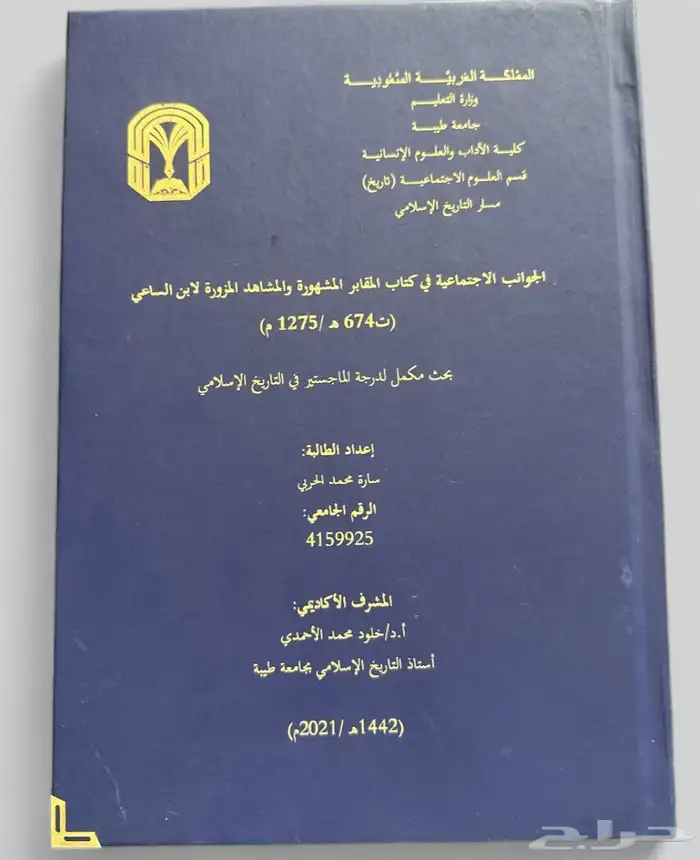 المملكة العربيَّة السَّعُوديَّة
وزارة التعليم
جامعة طيبة
كلية الآداب والعلوم الإنسانية
قسم العلوم الاجتماعية (تاريخ)
مسار التاريخ الإسلامي
الجوانب الاجتماعية في كتاب المقابر المشهورة والمشاهد المزورة لابن الساعي
(ت674 هـ /1275 م)
بحث مكمل لدرجة الماجستير في التاريخ الإسلامي
إعداد الطالبة:
سارة محمد الحربي
الرقم الجامعي:
4159925
المشرف الأكاديمي:
أ.د/خلود محمد الأحمدي
أستاذ التاريخ الإسلامي بجامعة طيبة
(1442هـ /2021م)
حراج